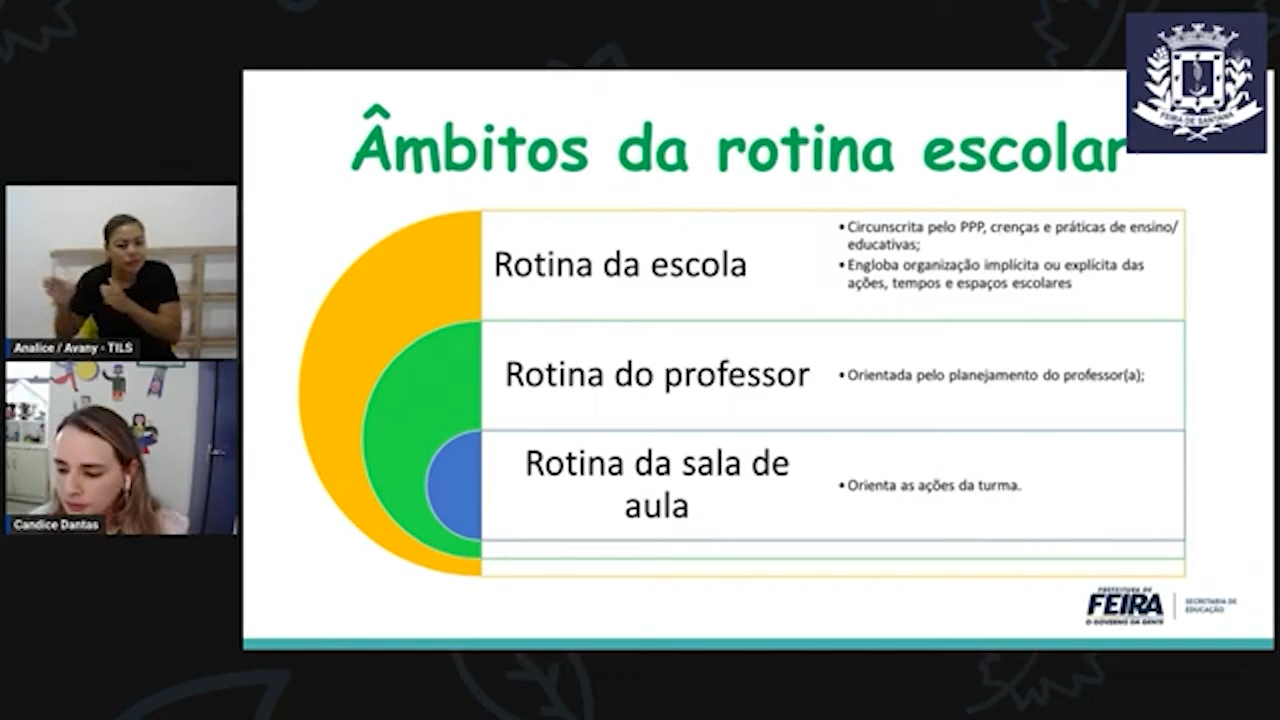 Âmbitos da rotina escolar
FEIRA DE SANTANA
Rotina da escola
•Circunscrita pelo PPP, crenças e práticas de ensino/
educativas;
•Engloba organização implícita ou explícita das
ações, tempos e espaços escolares
Rotina do professor
•Orientada pelo planejamento do professor(a);
Rotina da sala de
aula
•Orienta as ações da turma.
Analice / Avany - TILS
Candice Dantas
PREFEITURA DE
FEIRA
O GOVERNO DA GENTE
SECRETARIA DE
EDUCAÇÃO